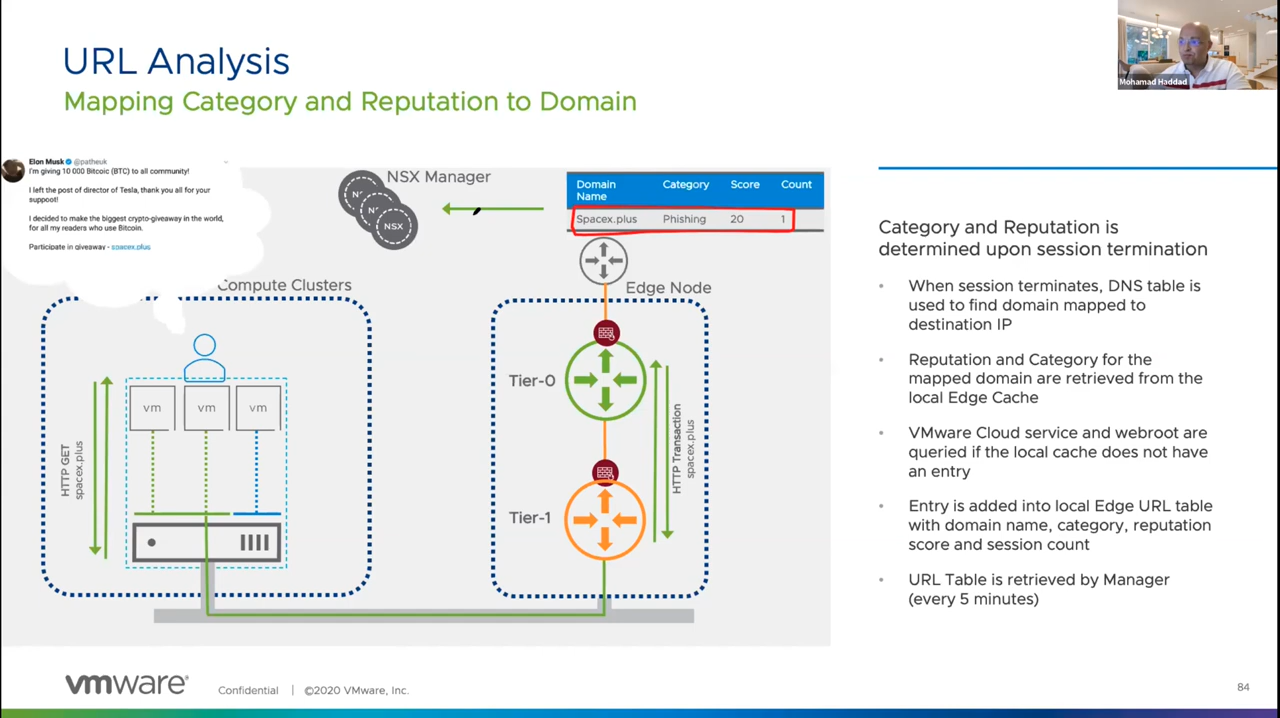 URL Analysis
Mapping Category and Reputation to Domain
Mohamad Haddad
Elon Musk @patheuk
I'm giving 10 000 Bitcoic (BTC) to all community!
I left the post of director of Tesla, thank you all for your
suppoot!
I decided to make the biggest crypto-giveaway in the world,
for all my readers who use Bitcoin.
Participate in giveaway - spacex.plus
NSX Manager
NSX
Domain Name Category Score Count
Spacex.plus Phishing 20 1
Compute Clusters
Edge Node
vm vm vm
HTTP GET
spacex.plus
Tier-0
Tier-1
HTTP Transaction
spacex.plus
Category and Reputation is
determined upon session termination
• When session terminates, DNS table is
used to find domain mapped to
destination IP
• Reputation and Category for the
mapped domain are retrieved from the
local Edge Cache
• VMware Cloud service and webroot are
queried if the local cache does not have
an entry
• Entry is added into local Edge URL table
with domain name, category, reputation
score and session count
• URL Table is retrieved by Manager
(every 5 minutes)
vmware®
Confidential | ©2020 VMware, Inc.
84